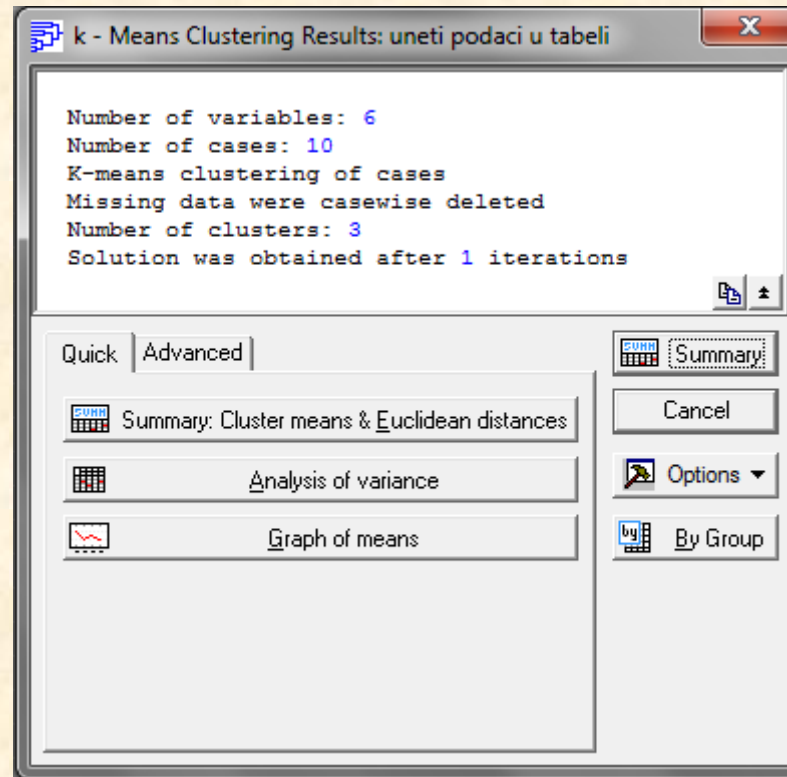 k - Means Clustering Results: uneti podaci u tabeli
Number of variables: 6
Number of cases: 10
K-means clustering of cases
Missing data were casewise deleted
Number of clusters: 3
Solution was obtained after 1 iterations
Quick
Advanced
Summary: Cluster means & Euclidean distances
Analysis of variance
Graph of means
SUMM Summary
Cancel
Options
by By Group